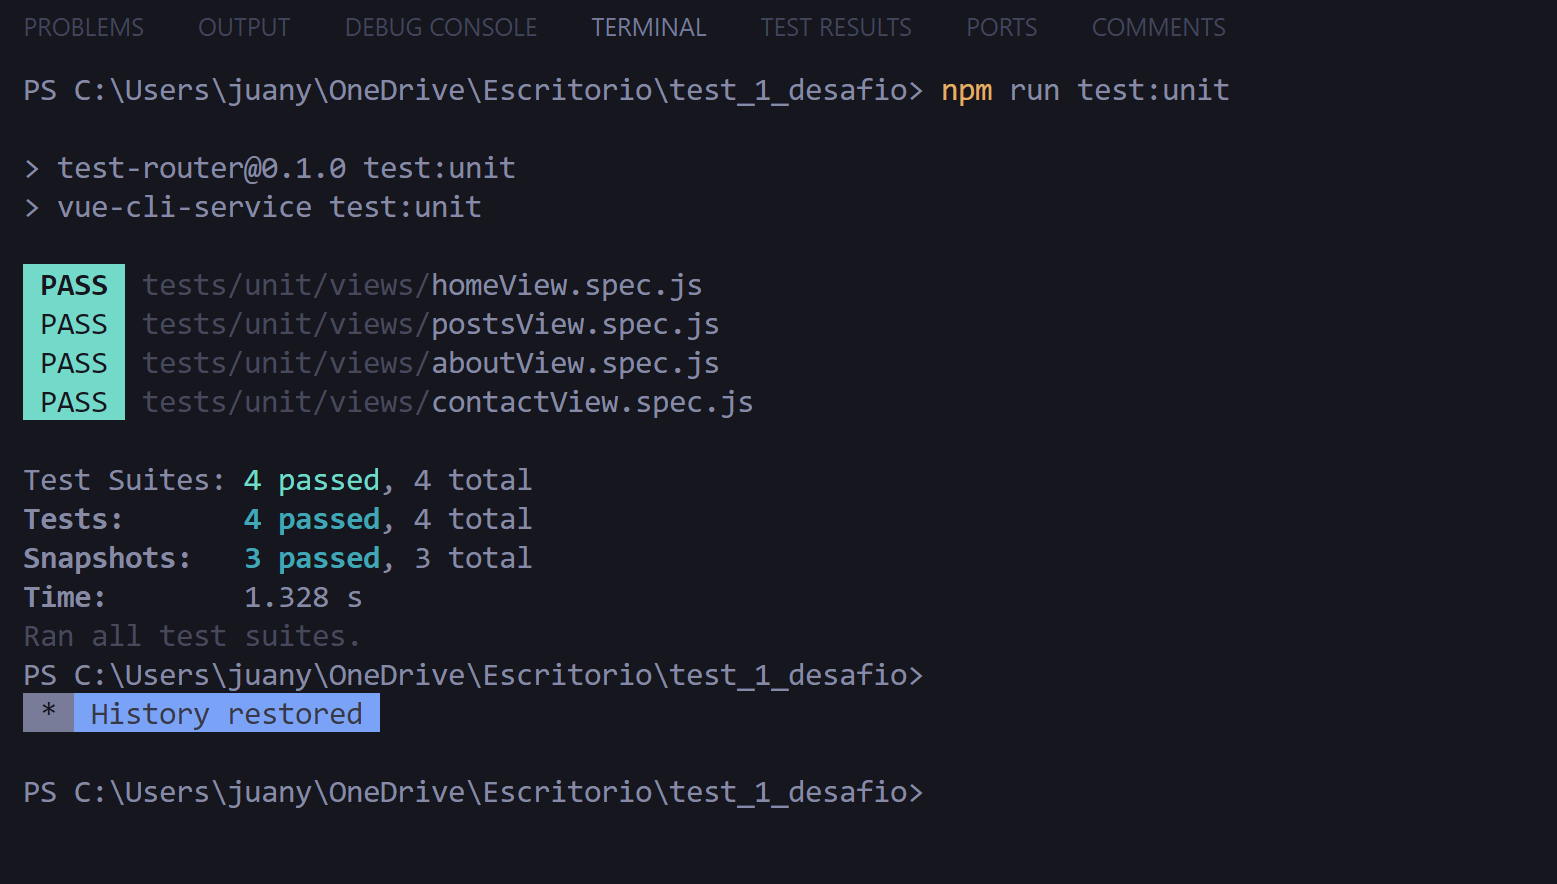 PROBLEMS OUTPUT DEBUG CONSOLE TERMINAL TEST RESULTS PORTS COMMENTS
PS C:\Users\juany\OneDrive\Escritorio\test_1_desafio> npm run test:unit
> test-router@0.1.0 test:unit
> vue-cli-service test:unit
PASS tests/unit/views/homeView.spec.js
PASS tests/unit/views/postsView.spec.js
PASS tests/unit/views/aboutView.spec.js
PASS tests/unit/views/contactView.spec.js
Test Suites: 4 passed, 4 total
Tests: 4 passed, 4 total
Snapshots: 3 passed, 3 total
Time: 1.328 s
Ran all test suites.
PS C:\Users\juany\OneDrive\Escritorio\test_1_desafio>
* History restored
PS C:\Users\juany\OneDrive\Escritorio\test_1_desafio>